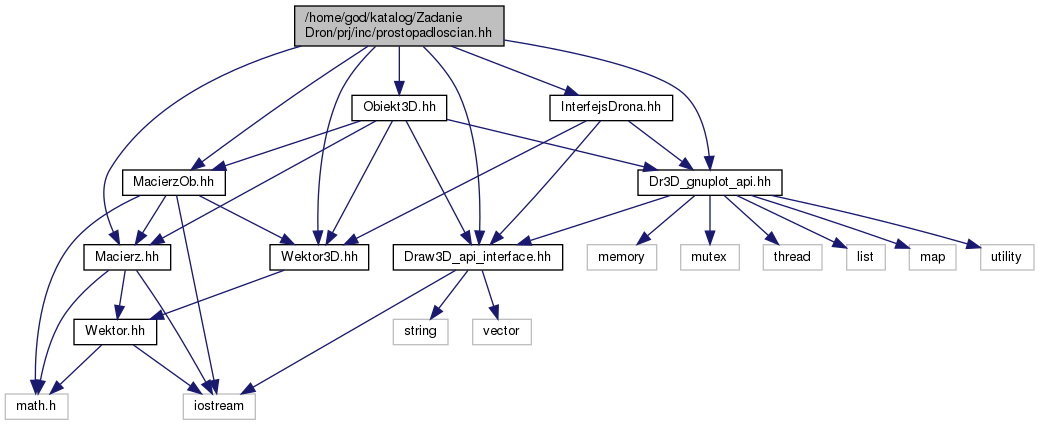 /home/god/katalog/Zadanie
Dron/prj/inc/prostopadloscian.hh
Obiekt3D.hh
InterfejsDrona.hh
MacierzOb.hh
Dr3D_gnuplot_api.hh
Macierz.hh
Wektor3D.hh
Draw3D_api_interface.hh
memory
mutex
thread
list
map
utility
Wektor.hh
string
vector
math.h
iostream